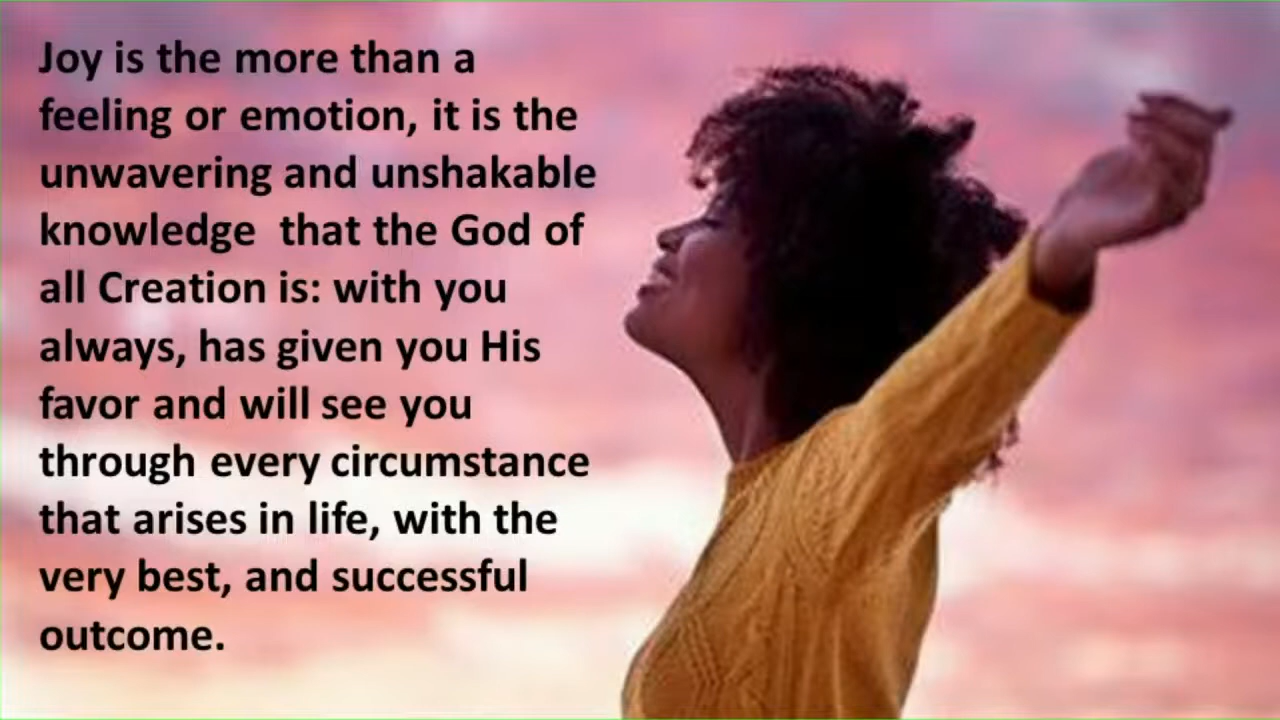 Joy is the more than a
feeling or emotion, it is the
unwavering and unshakable
knowledge  that the God of
all Creation is: with you
always, has given you His
favor and will see you
through every circumstance
that arises in life, with the
very best, and successful
outcome.